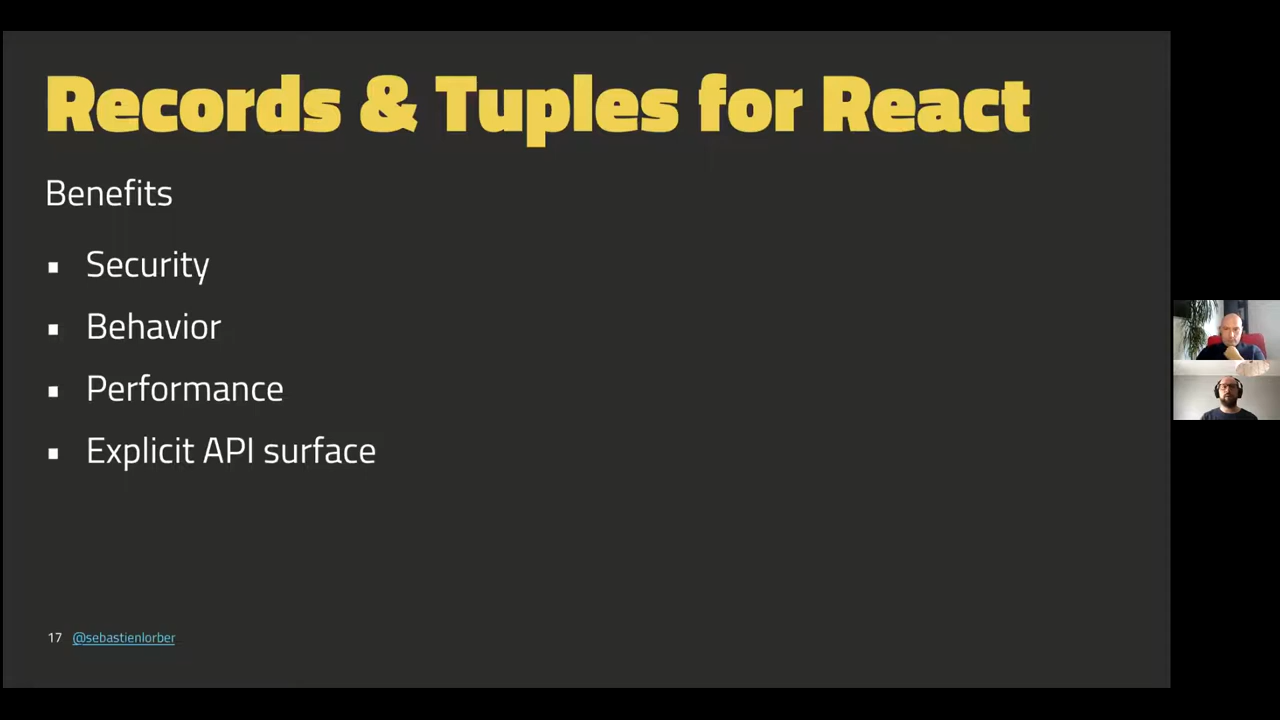 Records & Tuples for React
Benefits
▪ Security
▪ Behavior
▪ Performance
▪ Explicit API surface
17 @sebastienlorber